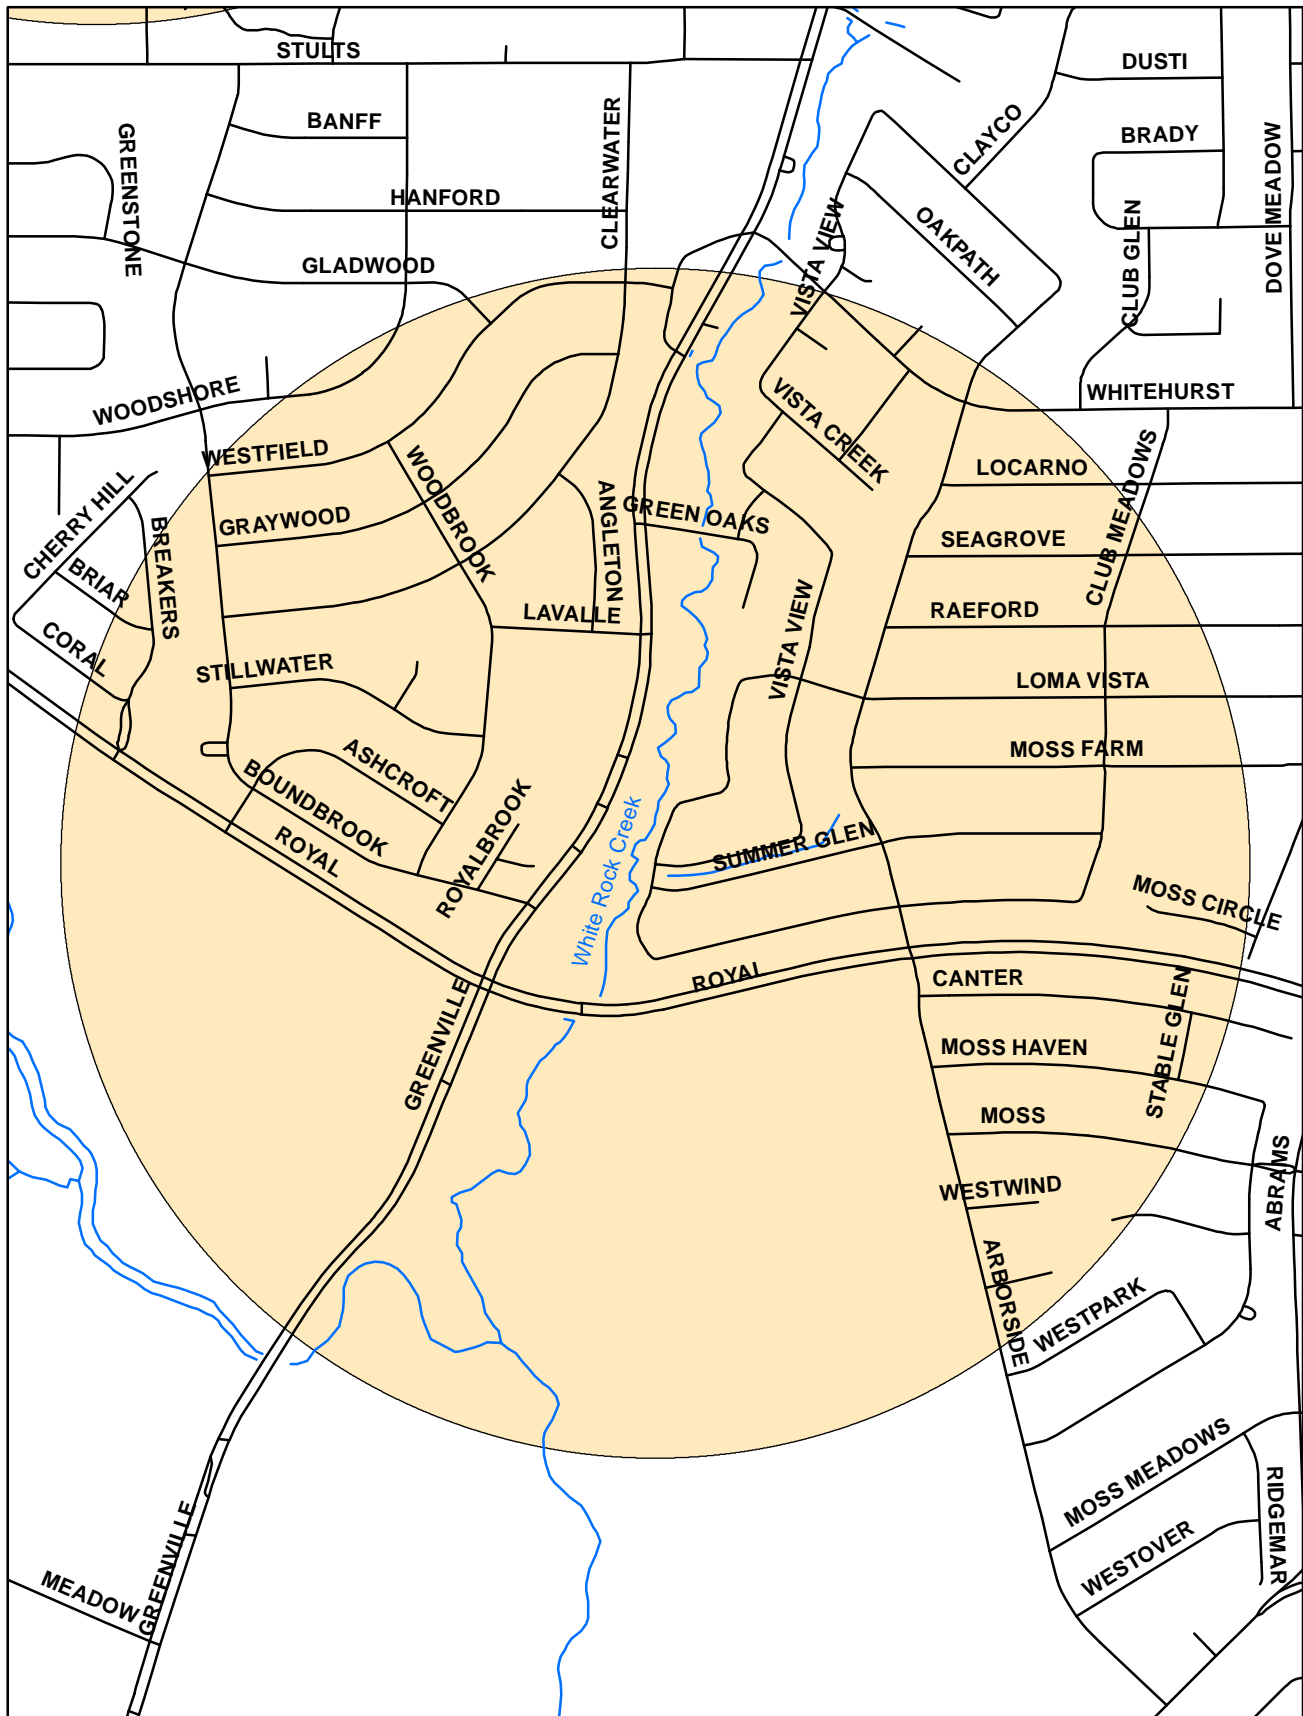 STULTS
DUSTI
BANFF
CLAYCO
BRADY
GREENSTONE
HANFORD
CLEARWATER
VISTA VIEW
OAKPATH
CLUB GLEN
DOVE MEADOW
GLADWOOD
WOODSHORE
VISTA CREEK
WHITEHURST
WESTFIELD
WOODBROOK
LOCARNO
CLUB MEADOWS
CHERRY HILL
GRAYWOOD
ANGLETON
GREEN OAKS
SEAGROVE
BREAKERS
BRIAR
LAVALLE
RAEFORD
CORAL
STILLWATER
VISTA VIEW
LOMA VISTA
ASHCROFT
MOSS FARM
BOUNDBROOK
ROYALBROOK
ROYAL
White Rock Creek
SUMMER GLEN
MOSS CIRCLE
ROYAL
CANTER
GREENVILLE
STABLE GLEN
MOSS HAVEN
MOSS
WESTWIND
ABRAMS
ARBORSIDE
WESTPARK
MOSS MEADOWS
RIDGEMAR
WESTOVER
GREENVILLE
MEADOW